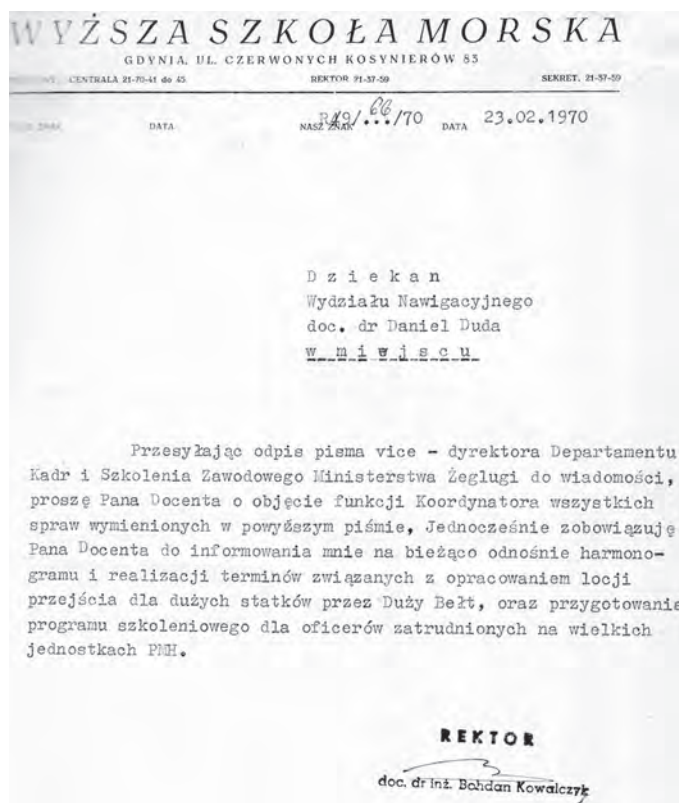 WYŻSZA SZKOŁA MORSKA
GDYNIA, UL. CZERWONYCH KOSYNIERÓW 83
CENTRALA 21-70-41 do 45 REKTOR 21-37-59 SEKRET. 21-37-59
ZNAK DATA NASZ ZNAK /66/70 DATA 23.02.1970
D z i e k a n
Wydziału Nawigacyjnego
doc. dr Daniel Duda
w m i e j s c u
Przesyłając odpis pisma vice - dyrektora Departamentu
Kadr i Szkolenia Zawodowego Ministerstwa Żeglugi do wiadomości,
proszę Pana Docenta o objęcie funkcji Koordynatora wszystkich
spraw wymienionych w powyższym piśmie, Jednocześnie zobowiązuję
Pana Docenta do informowania mnie na bieżąco odnośnie harmono-
gramu i realizacji terminów związanych z opracowaniem locji
przejścia dla dużych statków przez Duży Bełt, oraz przygotowanie
programu szkoleniowego dla oficerów zatrudnionych na wielkich
jednostkach PMH.
REKTOR
doc. dr inż. Bohdan Kowalczyk